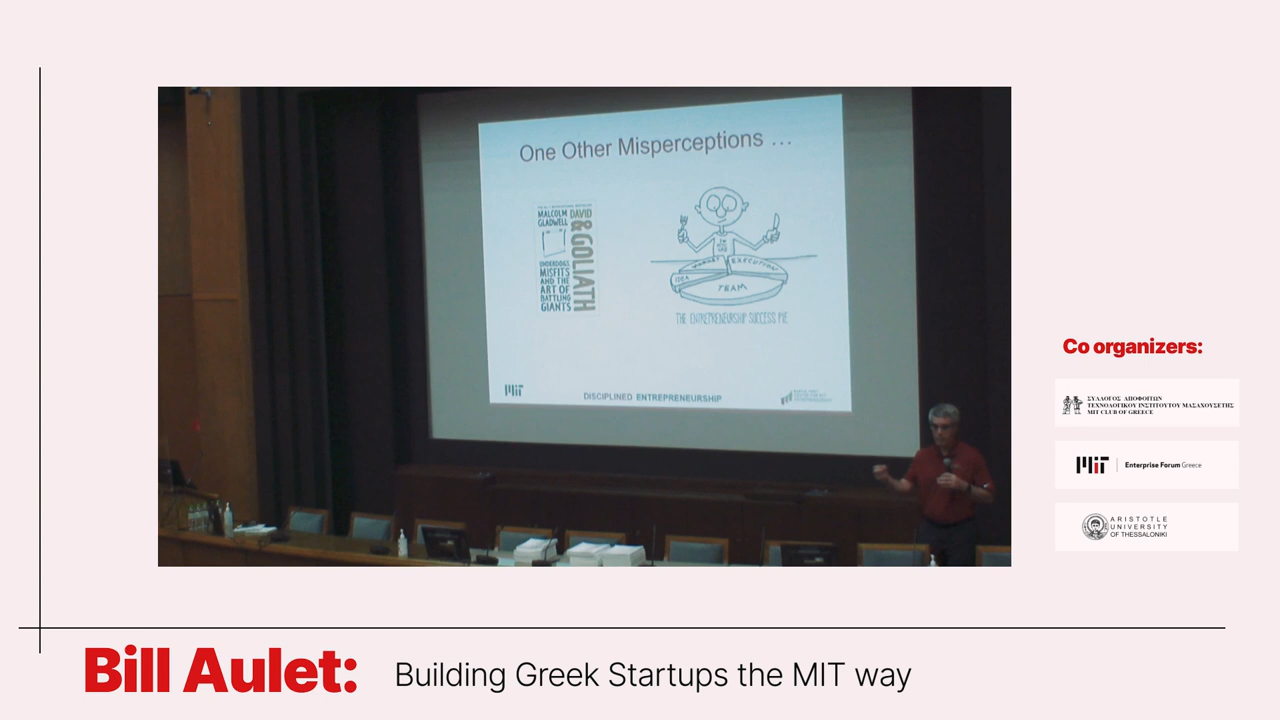 One Other Misperceptions ...
MALCOLM
GLADWELL
DAVID
& GOLIATH
UNDERDOGS,
MISFITS
AND THE
ART OF
BATTLING
GIANTS
IDEA
EXECUTION
TEAM
THE ENTREPRENEURSHIP SUCCESS PIE
MIT
DISCIPLINED ENTREPRENEURSHIP
Co organizers:
ΣΥΛΛΟΓΟΣ ΑΠΟΦΟΙΤΩΝ
ΤΕΧΝΟΛΟΓΙΚΟΥ ΙΝΣΤΙΤΟΥΤΟΥ ΜΑΣΑΧΟΥΣΕΤΗΣ
MIT CLUB OF GREECE
MIT Enterprise Forum Greece
ARISTOTLE
UNIVERSITY
OF THESSALONIKI
Bill Aulet: Building Greek Startups the MIT way